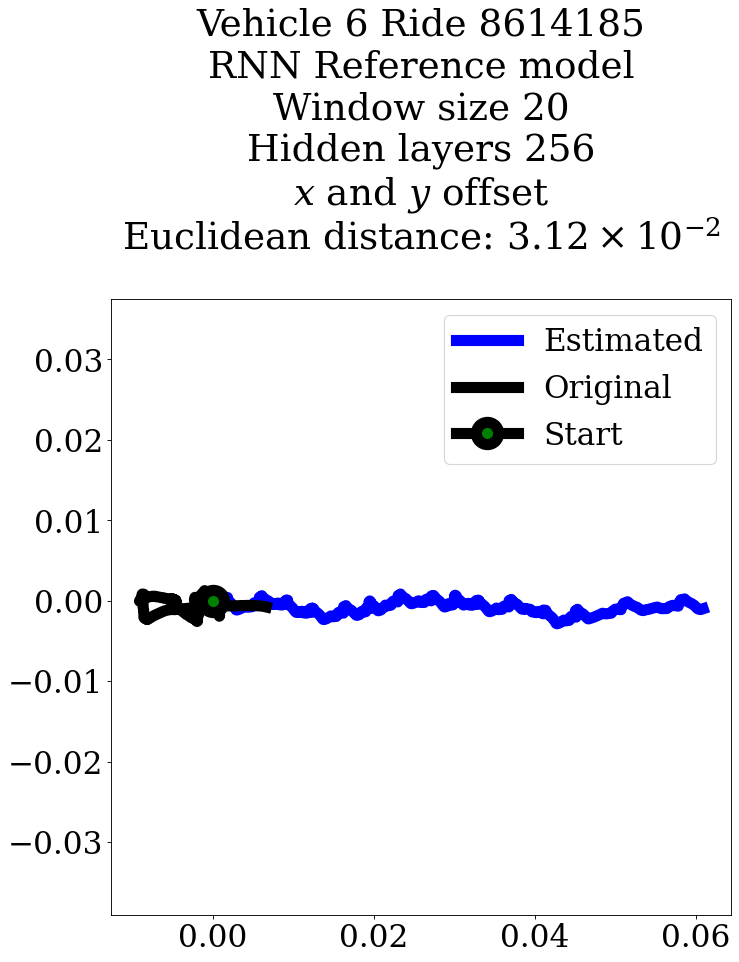 Vehicle 6 Ride 8614185
RNN Reference model
Window size 20
Hidden layers 256
x and y offset
Euclidean distance: 3.12 × 10⁻²
Estimated
Original
Start
0.03
0.02
0.01
0.00
−0.01
−0.02
−0.03
0.00 0.02 0.04 0.06